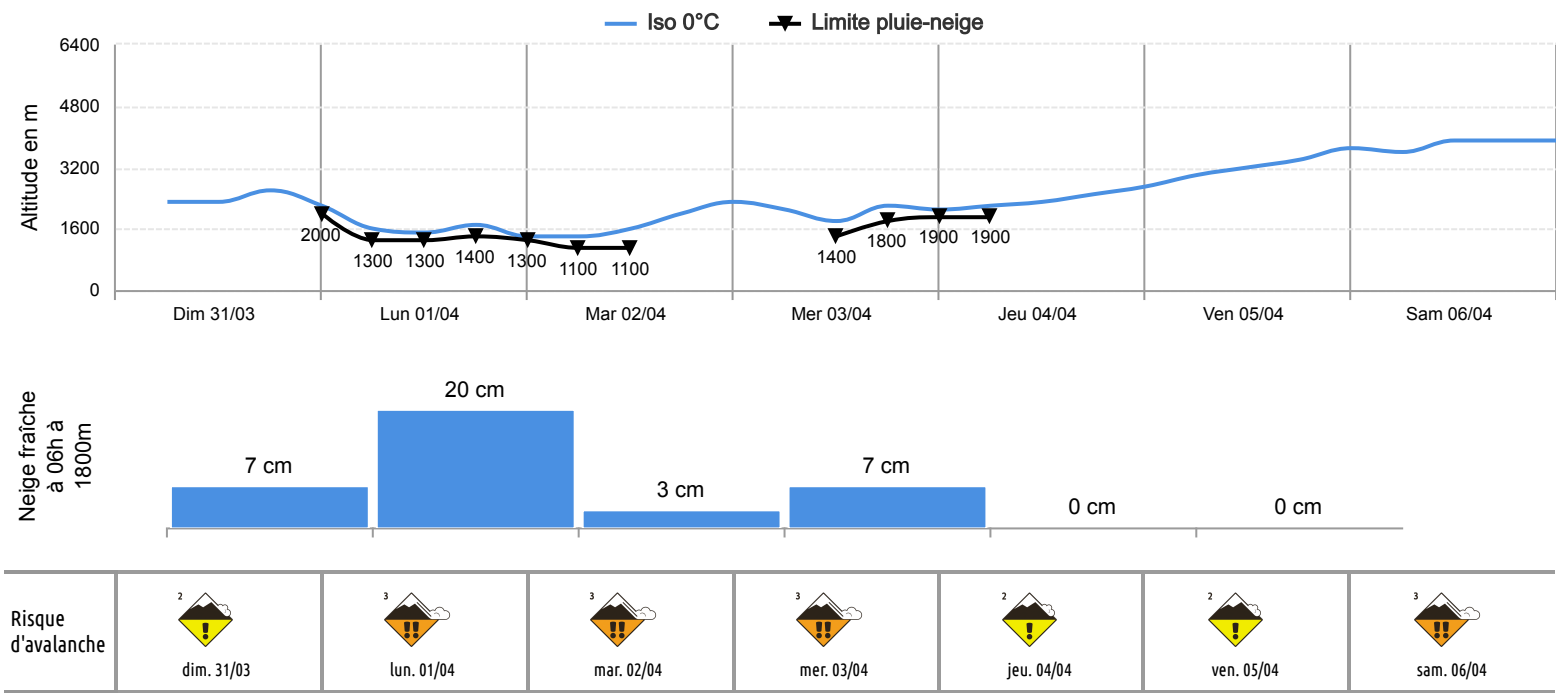 Iso 0°C Limite pluie-neige
6400
4800
3200
1600
0
Altitude en m
2000
1300
1300
1400
1300
1100
1100
1400
1800
1900
1900
Dim 31/03 Lun 01/04 Mar 02/04 Mer 03/04 Jeu 04/04 Ven 05/04 Sam 06/04
Neige fraîche
à 06h à
1800m
7 cm
20 cm
3 cm
7 cm
0 cm
0 cm
Risque
d'avalanche
2 3 3 3 2 2 3
! !! !! !! ! ! !!
dim. 31/03 lun. 01/04 mar. 02/04 mer. 03/04 jeu. 04/04 ven. 05/04 sam. 06/04